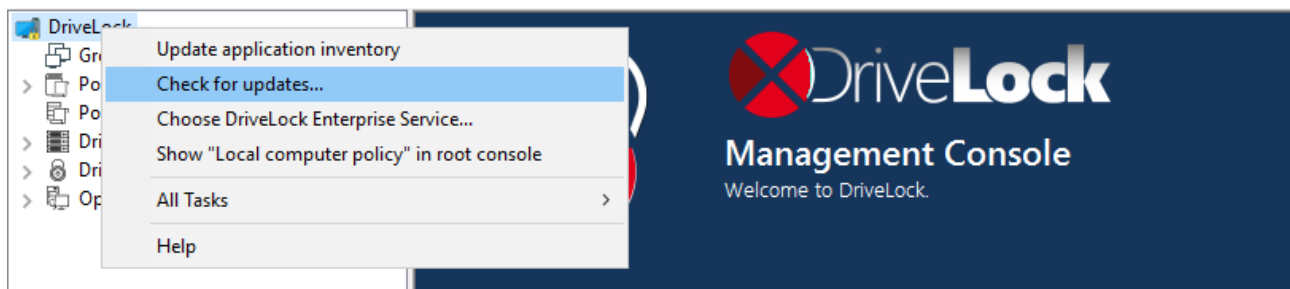 DriveLock
Update application inventory
Check for updates...
Choose DriveLock Enterprise Service...
Show "Local computer policy" in root console
All Tasks
Help
DriveLock
Management Console
Welcome to DriveLock.